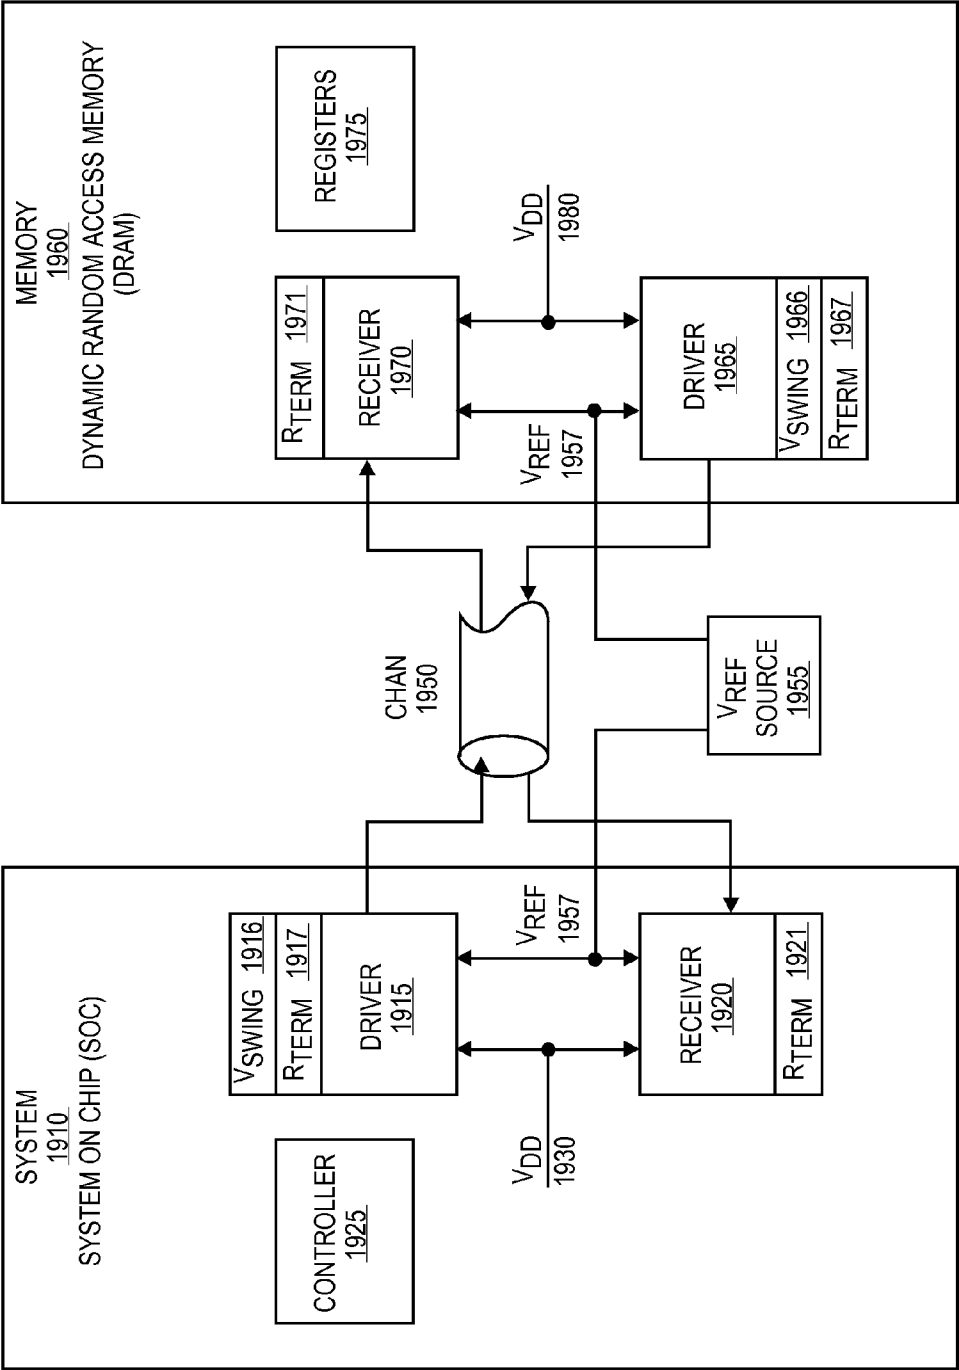 SYSTEM
1910
SYSTEM ON CHIP (SOC)
CONTROLLER
1925
VSWING 1916
RTERM 1917
DRIVER
1915
VDD
1930
VREF
1957
RECEIVER
1920
RTERM 1921
CHAN
1950
VREF
SOURCE
1955
MEMORY
1960
DYNAMIC RANDOM ACCESS MEMORY
(DRAM)
RTERM 1971
RECEIVER
1970
REGISTERS
1975
VREF
1957
VDD
1980
DRIVER
1965
VSWING 1966
RTERM 1967